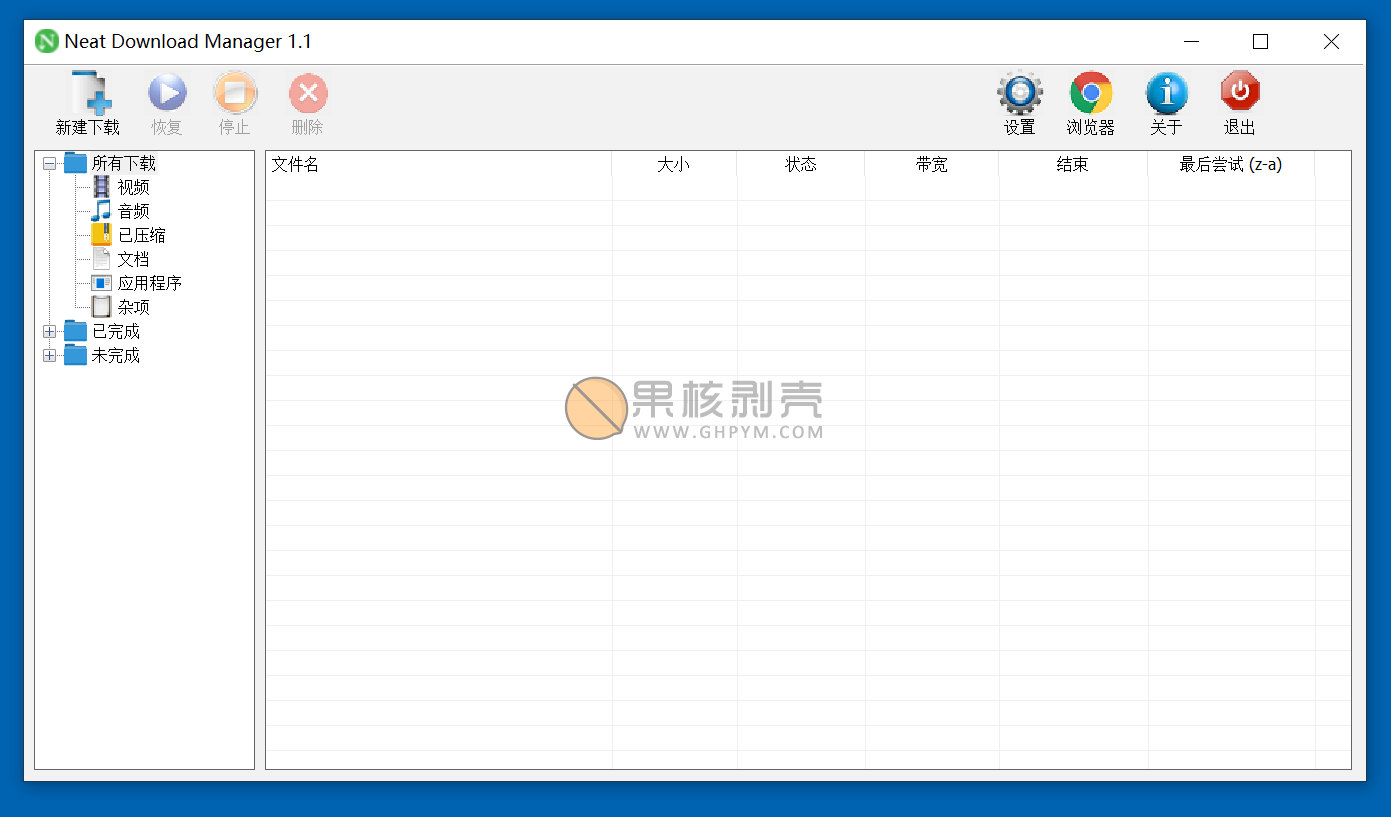 Neat Download Manager 1.1
新建下载 恢复 停止 删除 设置 浏览器 关于 退出
所有下载
视频
音频
已压缩
文档
应用程序
杂项
已完成
未完成
文件名 大小 状态 带宽 结束 最后尝试 (z-a)
果核剥壳
WWW.GHPYM.COM